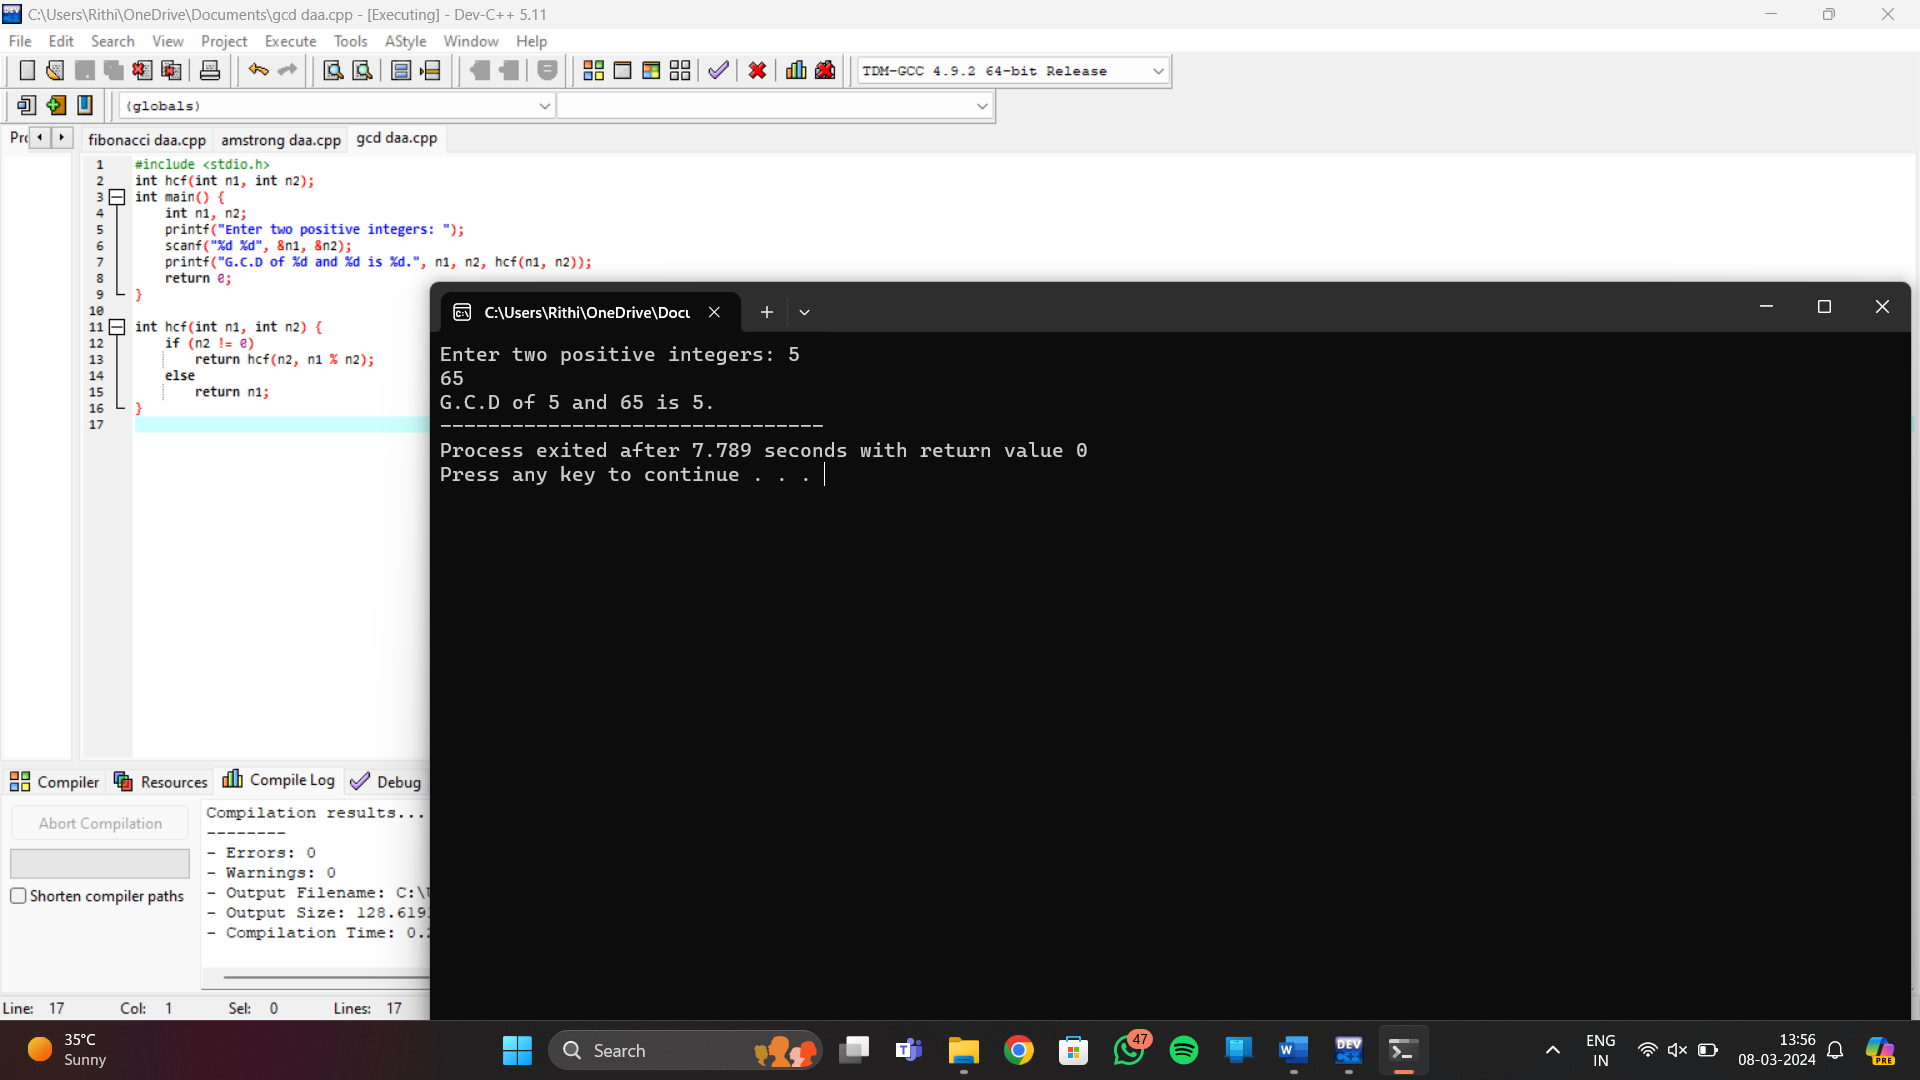 C:\Users\Rithi\OneDrive\Documents\gcd daa.cpp - [Executing] - Dev-C++ 5.11
File Edit Search View Project Execute Tools AStyle Window Help
TDM-GCC 4.9.2 64-bit Release
(globals)
fibonacci daa.cpp amstrong daa.cpp gcd daa.cpp
1 #include <stdio.h>
2 int hcf(int n1, int n2);
3 int main() {
4 int n1, n2;
5 printf("Enter two positive integers: ");
6 scanf("%d %d", &n1, &n2);
7 printf("G.C.D of %d and %d is %d.", n1, n2, hcf(n1, n2));
8 return 0;
9 }
10
11 int hcf(int n1, int n2) {
12 if (n2 != 0)
13 return hcf(n2, n1 % n2);
14 else
15 return n1;
16 }
17
C:\Users\Rithi\OneDrive\Docu
Enter two positive integers: 5
65
G.C.D of 5 and 65 is 5.
--------------------------------
Process exited after 7.789 seconds with return value 0
Press any key to continue . . .
Compiler Resources Compile Log Debug
Abort Compilation
Shorten compiler paths
Compilation results...
--------
- Errors: 0
- Warnings: 0
- Output Filename: C:\
- Output Size: 128.619
- Compilation Time: 0.
Line: 17 Col: 1 Sel: 0 Lines: 17
35°C
Sunny
Search
47
ENG
IN
13:56
08-03-2024
DEV
C++
PRE